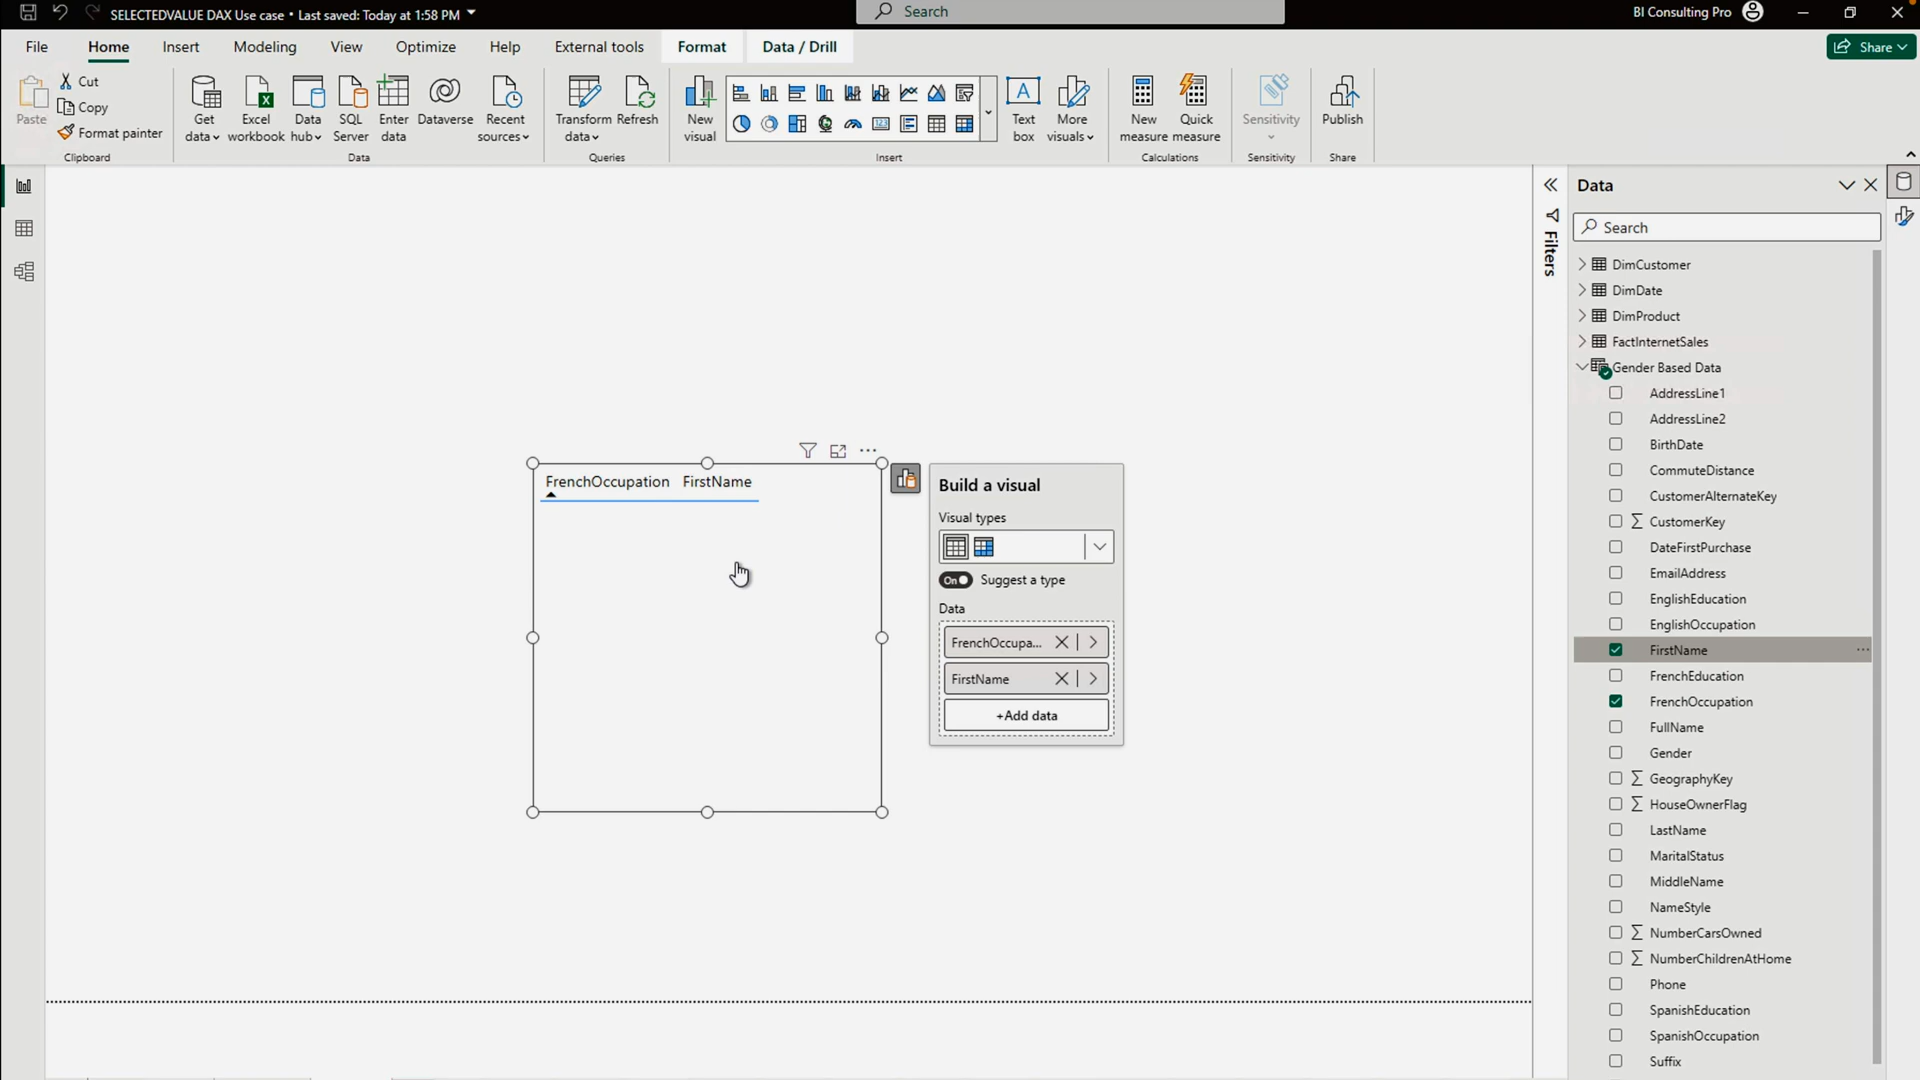 SELECTEDVALUE DAX Use case • Last saved: Today at 1:58 PM
Search
BI Consulting Pro
File
Home
Insert
Modeling
View
Optimize
Help
External tools
Format
Data / Drill
Share
Paste
Cut
Copy
Format painter
Clipboard
Get data
Excel workbook
Data hub
SQL Server
Enter data
Dataverse
Recent sources
Data
Transform data
Refresh
Queries
New visual
Text box
More visuals
Insert
New measure
Quick measure
Calculations
Sensitivity
Sensitivity
Publish
Share
FrenchOccupation FirstName
Build a visual
Visual types
On Suggest a type
Data
FrenchOccupa...
FirstName
+Add data
Filters
Data
Search
DimCustomer
DimDate
DimProduct
FactInternetSales
Gender Based Data
AddressLine1
AddressLine2
BirthDate
CommuteDistance
CustomerAlternateKey
∑ CustomerKey
DateFirstPurchase
EmailAddress
EnglishEducation
EnglishOccupation
FirstName
FrenchEducation
FrenchOccupation
FullName
Gender
∑ GeographyKey
∑ HouseOwnerFlag
LastName
MaritalStatus
MiddleName
NameStyle
∑ NumberCarsOwned
∑ NumberChildrenAtHome
Phone
SpanishEducation
SpanishOccupation
Suffix